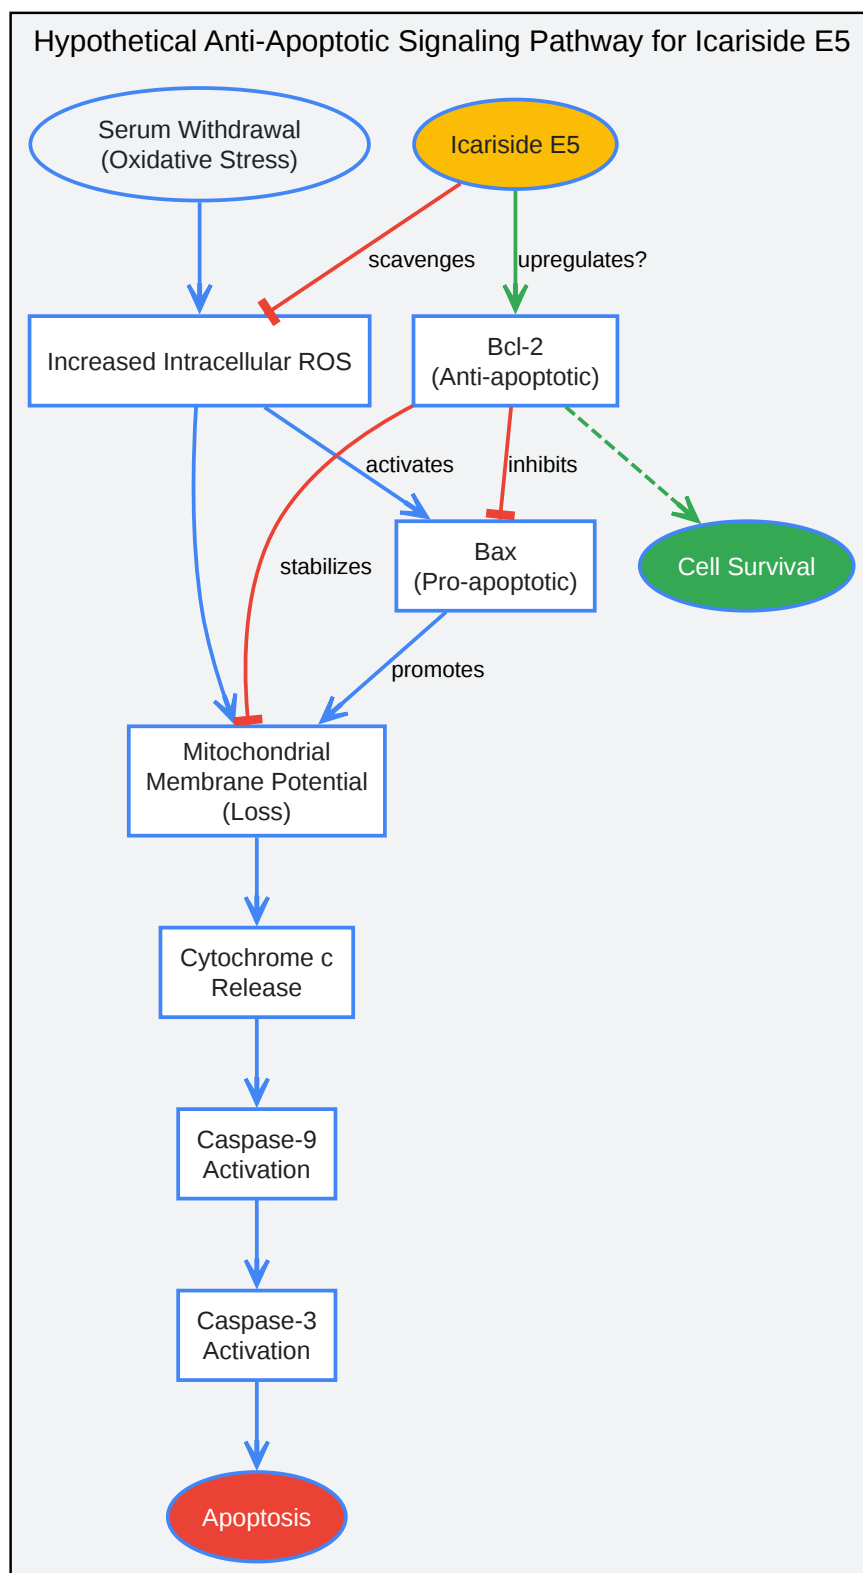 Hypothetical Anti-Apoptotic Signaling Pathway for Icariside E5
Serum Withdrawal
(Oxidative Stress)
Icariside E5
scavenges
upregulates?
Increased Intracellular ROS
Bcl-2
(Anti-apoptotic)
activates
inhibits
stabilizes
Bax
(Pro-apoptotic)
Cell Survival
promotes
Mitochondrial
Membrane Potential
(Loss)
Cytochrome c
Release
Caspase-9
Activation
Caspase-3
Activation
Apoptosis